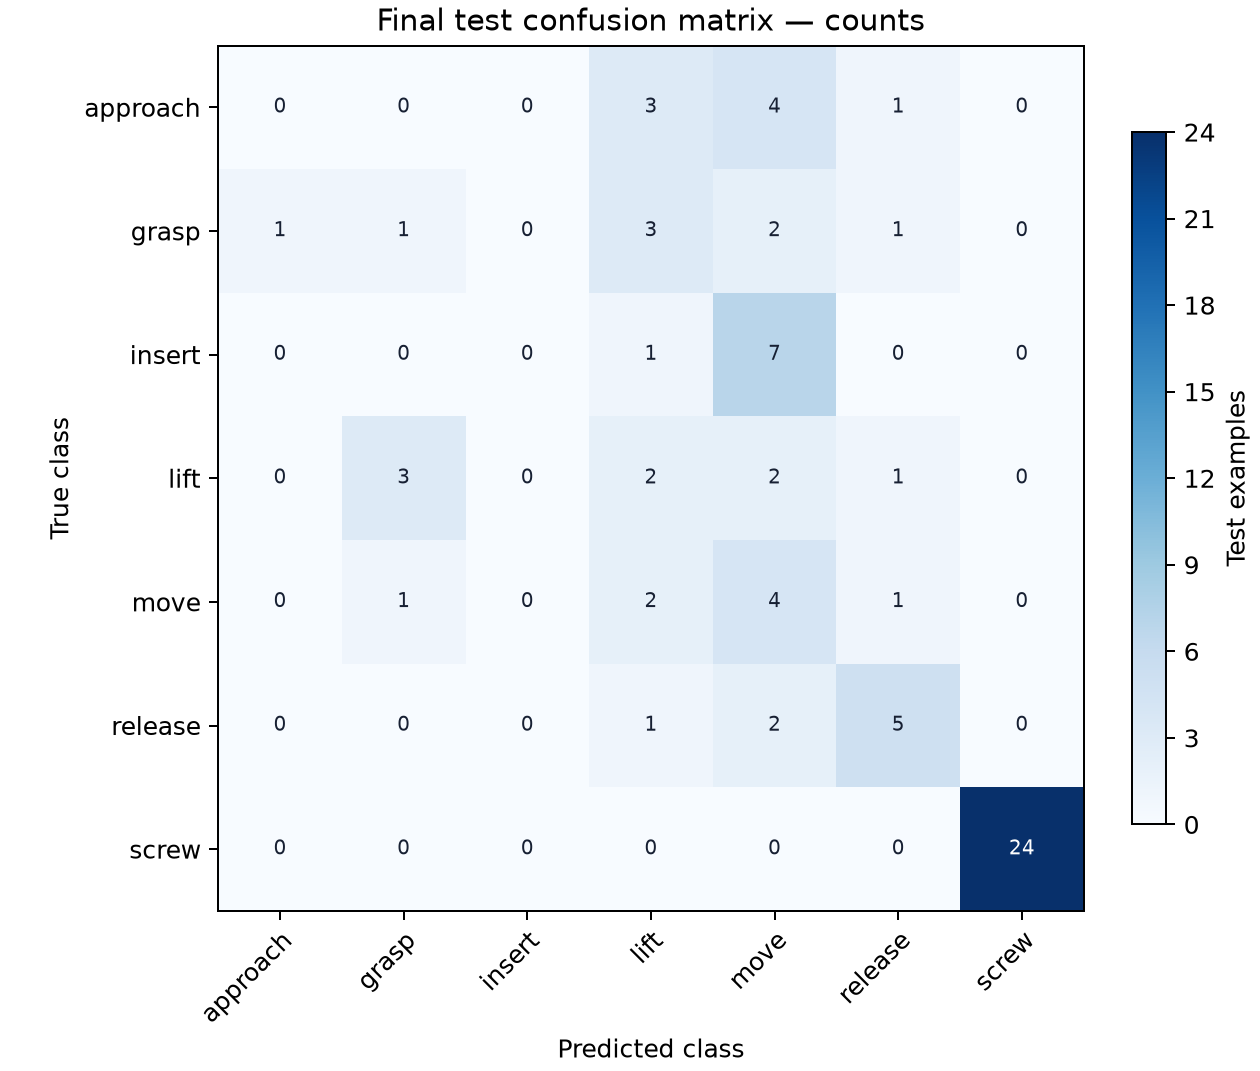 Final test confusion matrix — counts
approach 0 0 0 3 4 1 0
grasp 1 1 0 3 2 1 0
insert 0 0 0 1 7 0 0
lift 0 3 0 2 2 1 0
move 0 1 0 2 4 1 0
release 0 0 0 1 2 5 0
screw 0 0 0 0 0 0 24
approach grasp insert lift move release screw
Predicted class
True class
24
21
18
15
12
9
6
3
0
Test examples